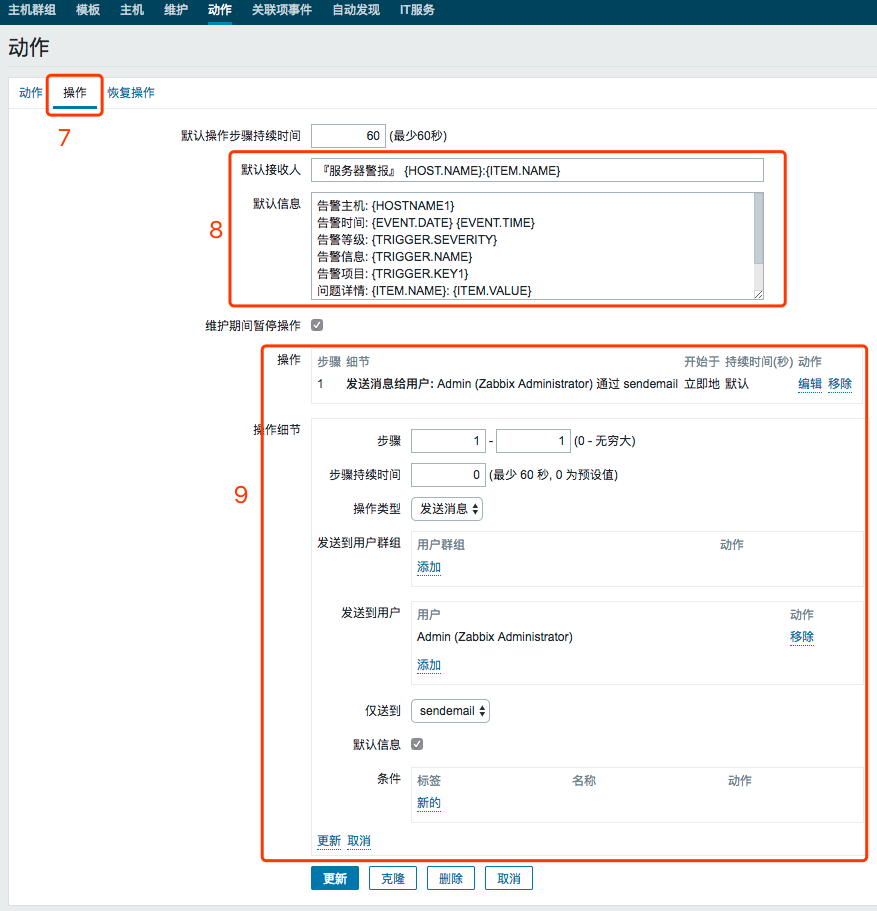 主机群组 模板 主机 维护 动作 关联项事件 自动发现 IT服务
动作
动作 操作 恢复操作
7
默认操作步骤持续时间 60 (最少60秒)
默认接收人 『服务器警报』 {HOST.NAME}:{ITEM.NAME}
默认信息 告警主机: {HOSTNAME1}
告警时间: {EVENT.DATE} {EVENT.TIME}
8
告警等级: {TRIGGER.SEVERITY}
告警信息: {TRIGGER.NAME}
告警项目: {TRIGGER.KEY1}
问题详情: {ITEM.NAME}: {ITEM.VALUE}
维护期间暂停操作
操作 步骤 细节 开始于 持续时间(秒) 动作
1 发送消息给用户: Admin (Zabbix Administrator) 通过 sendemail 立即地 默认 编辑 移除
操作细节
步骤 1 - 1 (0 - 无穷大)
步骤持续时间 0 (最少 60 秒, 0 为预设值)
9
操作类型 发送消息
发送到用户群组 用户群组 动作
添加
发送到用户 用户 动作
Admin (Zabbix Administrator) 移除
添加
仅送到 sendemail
默认信息
条件 标签 名称 动作
新的
更新 取消
更新 克隆 删除 取消